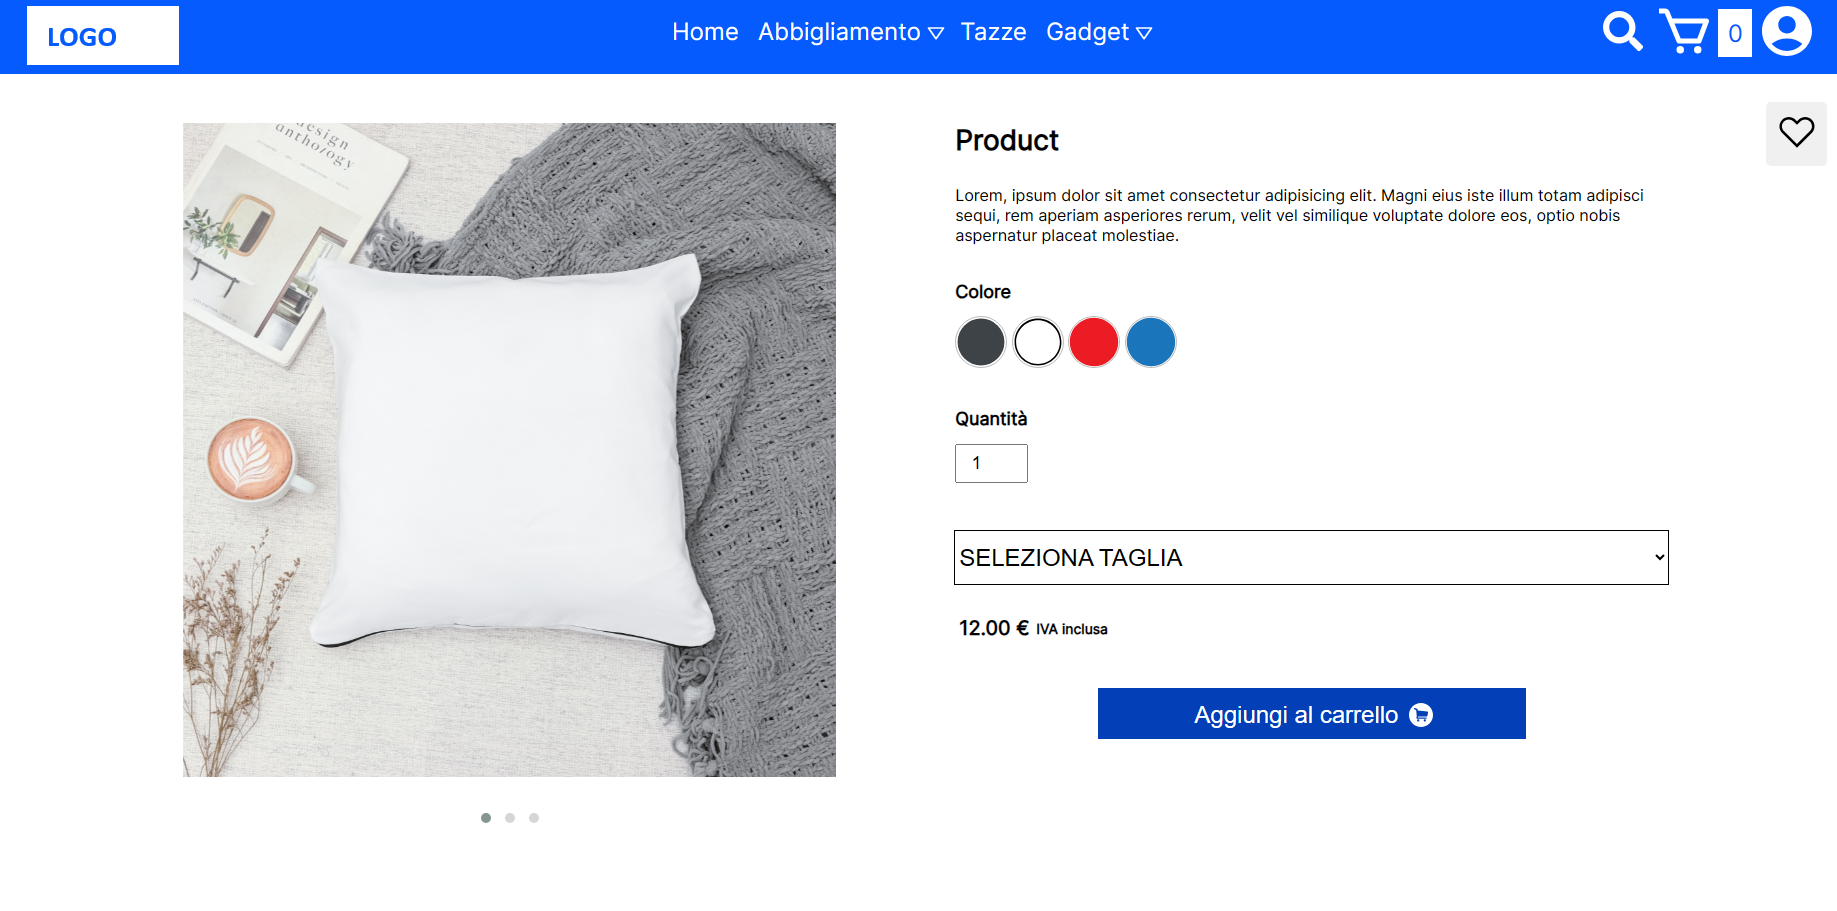 LOGO
Home Abbigliamento Tazze Gadget
0
design
anthology
Product
Lorem, ipsum dolor sit amet consectetur adipisicing elit. Magni eius iste illum totam adipisci
sequi, rem aperiam asperiores rerum, velit vel similique voluptate dolore eos, optio nobis
aspernatur placeat molestiae.
Colore
Quantità
1
SELEZIONA TAGLIA
12.00 € IVA inclusa
Aggiungi al carrello